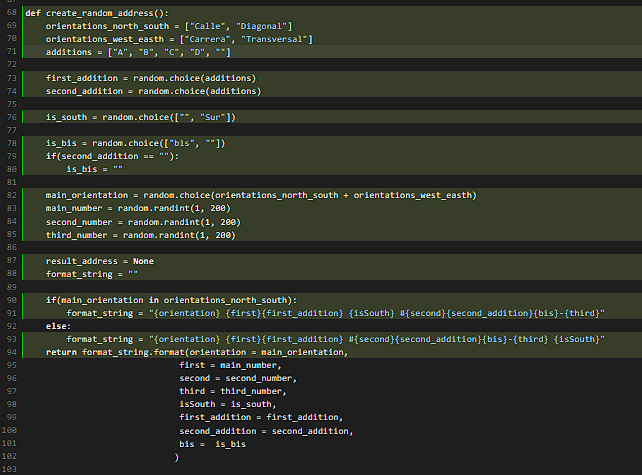 68 def create_random_address():
69     orientations_north_south = ["Calle", "Diagonal"]
70     orientations_west_easth = ["Carrera", "Transversal"]
71     additions = ["A", "B", "C", "D", ""]
72
73     first_addition = random.choice(additions)
74     second_addition = random.choice(additions)
75
76     is_south = random.choice(["", "Sur"])
77
78     is_bis = random.choice(["bis", ""])
79     if(second_addition == ""):
80         is_bis = ""
81
82     main_orientation = random.choice(orientations_north_south + orientations_west_easth)
83     main_number = random.randint(1, 200)
84     second_number = random.randint(1, 200)
85     third_number = random.randint(1, 200)
86
87     result_address = None
88     format_string = ""
89
90     if(main_orientation in orientations_north_south):
91         format_string = "{orientation} {first}{first_addition} {isSouth} #{second}{second_addition}{bis}-{third}"
92     else:
93         format_string = "{orientation} {first}{first_addition} #{second}{second_addition}{bis}-{third} {isSouth}"
94     return format_string.format(orientation = main_orientation,
95                             first = main_number,
96                             second = second_number,
97                             third = third_number,
98                             isSouth = is_south,
99                             first_addition = first_addition,
100                             second_addition = second_addition,
101                             bis =  is_bis
102                            )
103